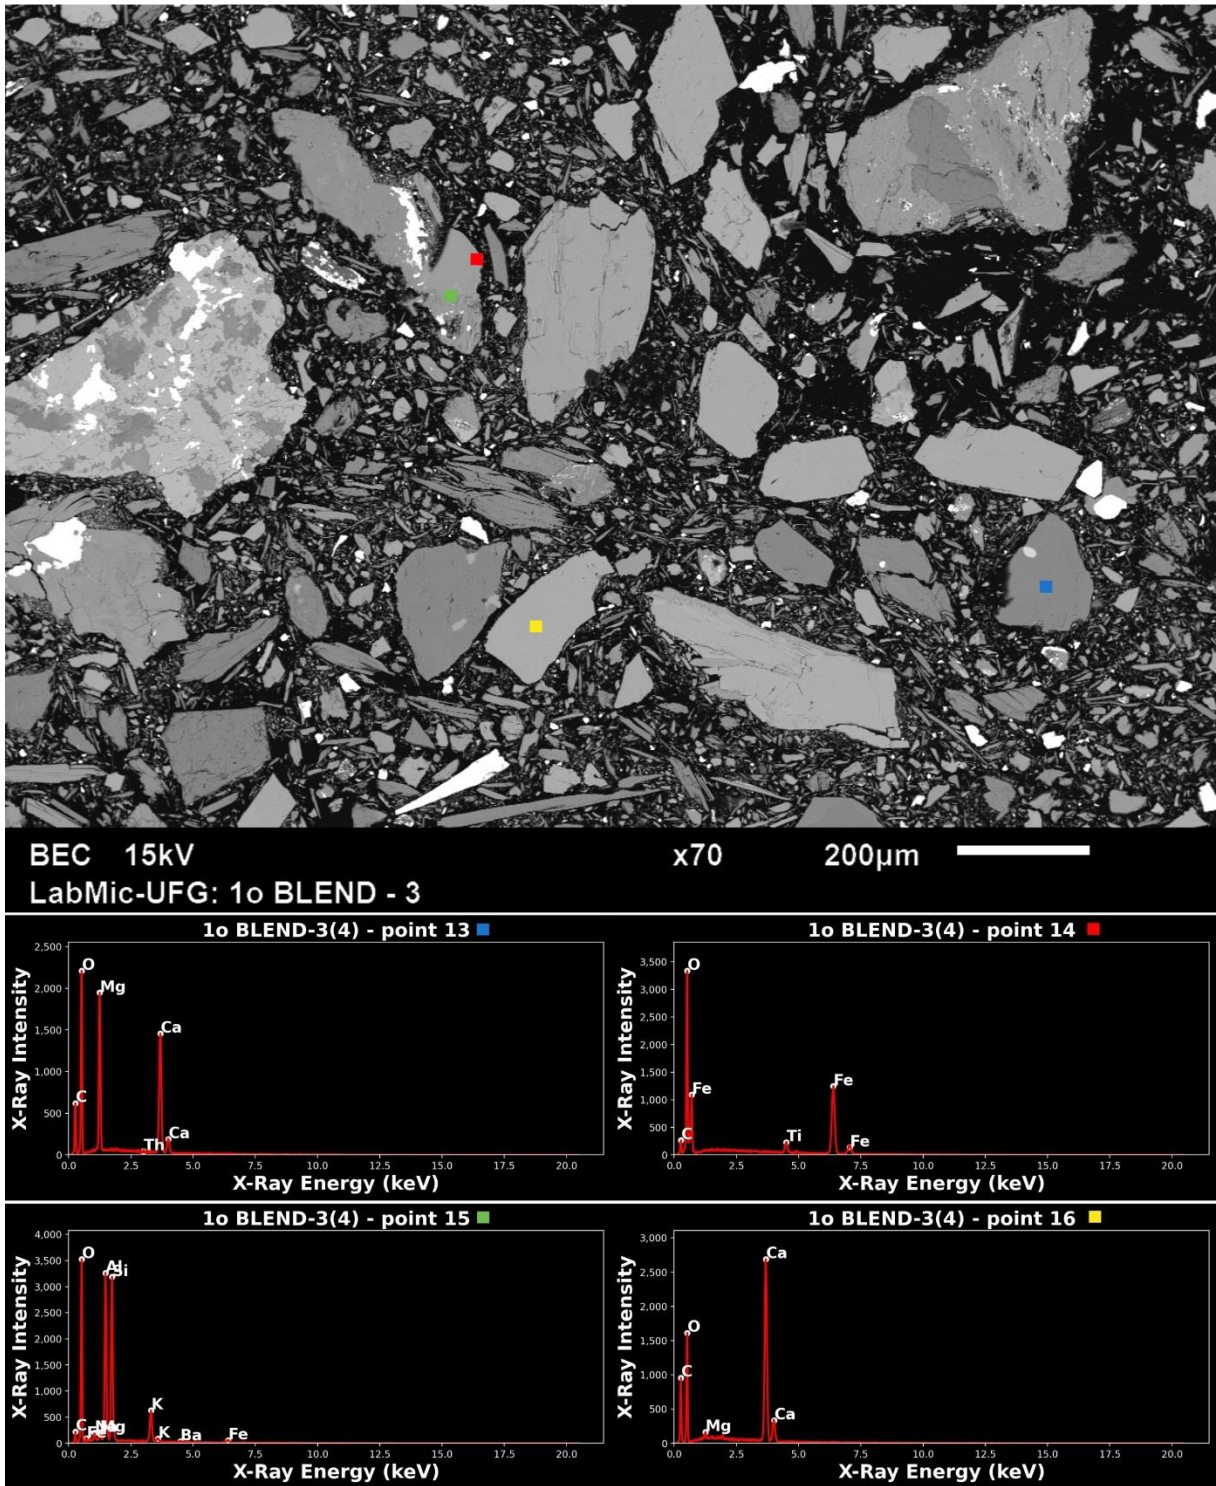 BEC 15kV x70 200µm
LabMic-UFG: 1o BLEND - 3
1o BLEND-3(4) - point 13
2,500
2,000
1,500
1,000
500
0
O
Mg
Ca
C
Th
Ca
0.0 2.5 5.0 7.5 10.0 12.5 15.0 17.5 20.0
X-Ray Energy (keV)
X-Ray Intensity
1o BLEND-3(4) - point 14
3,500
3,000
2,500
2,000
1,500
1,000
500
0
O
Fe
C
Ti
Fe
Fe
0.0 2.5 5.0 7.5 10.0 12.5 15.0 17.5 20.0
X-Ray Energy (keV)
X-Ray Intensity
1o BLEND-3(4) - point 15
4,000
3,500
3,000
2,500
2,000
1,500
1,000
500
0
O
Al
Si
C
Fe
Na
Mg
K
K
Ba
Fe
0.0 2.5 5.0 7.5 10.0 12.5 15.0 17.5 20.0
X-Ray Energy (keV)
X-Ray Intensity
1o BLEND-3(4) - point 16
3,000
2,500
2,000
1,500
1,000
500
0
Ca
O
C
Mg
Ca
0.0 2.5 5.0 7.5 10.0 12.5 15.0 17.5 20.0
X-Ray Energy (keV)
X-Ray Intensity